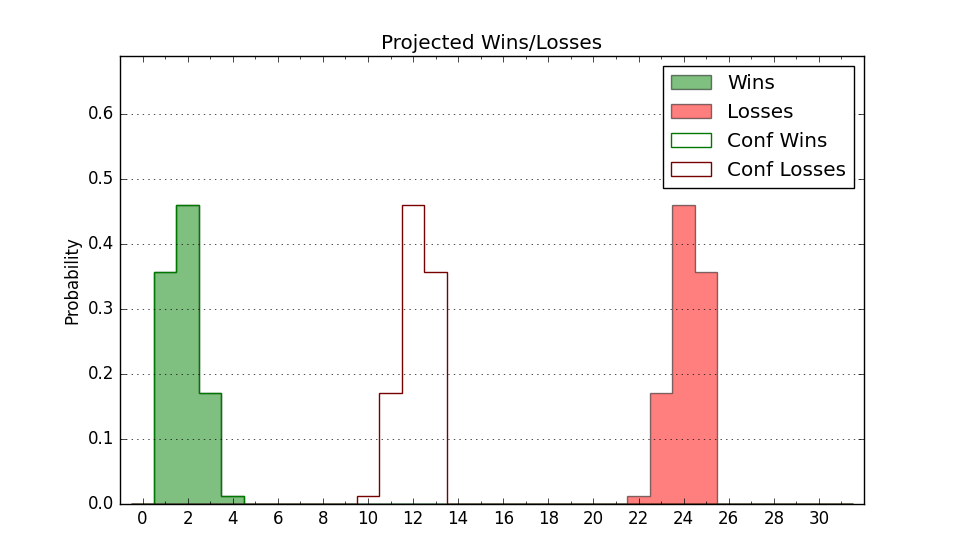 Projected Wins/Losses
Wins
Losses
Conf Wins
Conf Losses
Probability
0.6
0.5
0.4
0.3
0.2
0.1
0.0
0 2 4 6 8 10 12 14 16 18 20 22 24 26 28 30